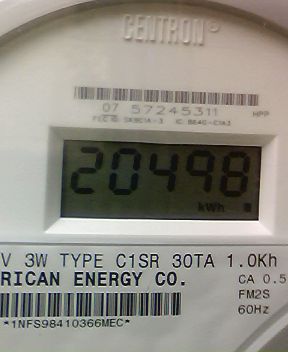 CENTRON®
07 57245311 HPP
20498
kWh
V 3W TYPE C1SR 30TA 1.0Kh
RICAN ENERGY CO. CA 0.5
FM2S
60Hz
*1NFS98410366MEC*